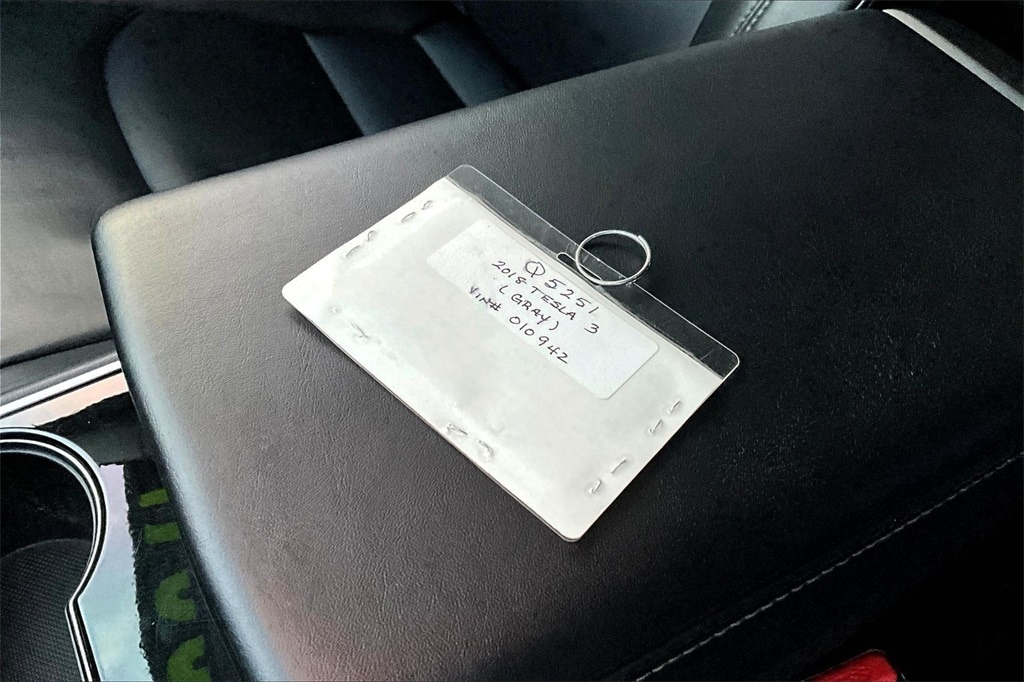 Q5251
2018 TESLA 3
(GRAY)
VIN# 010942